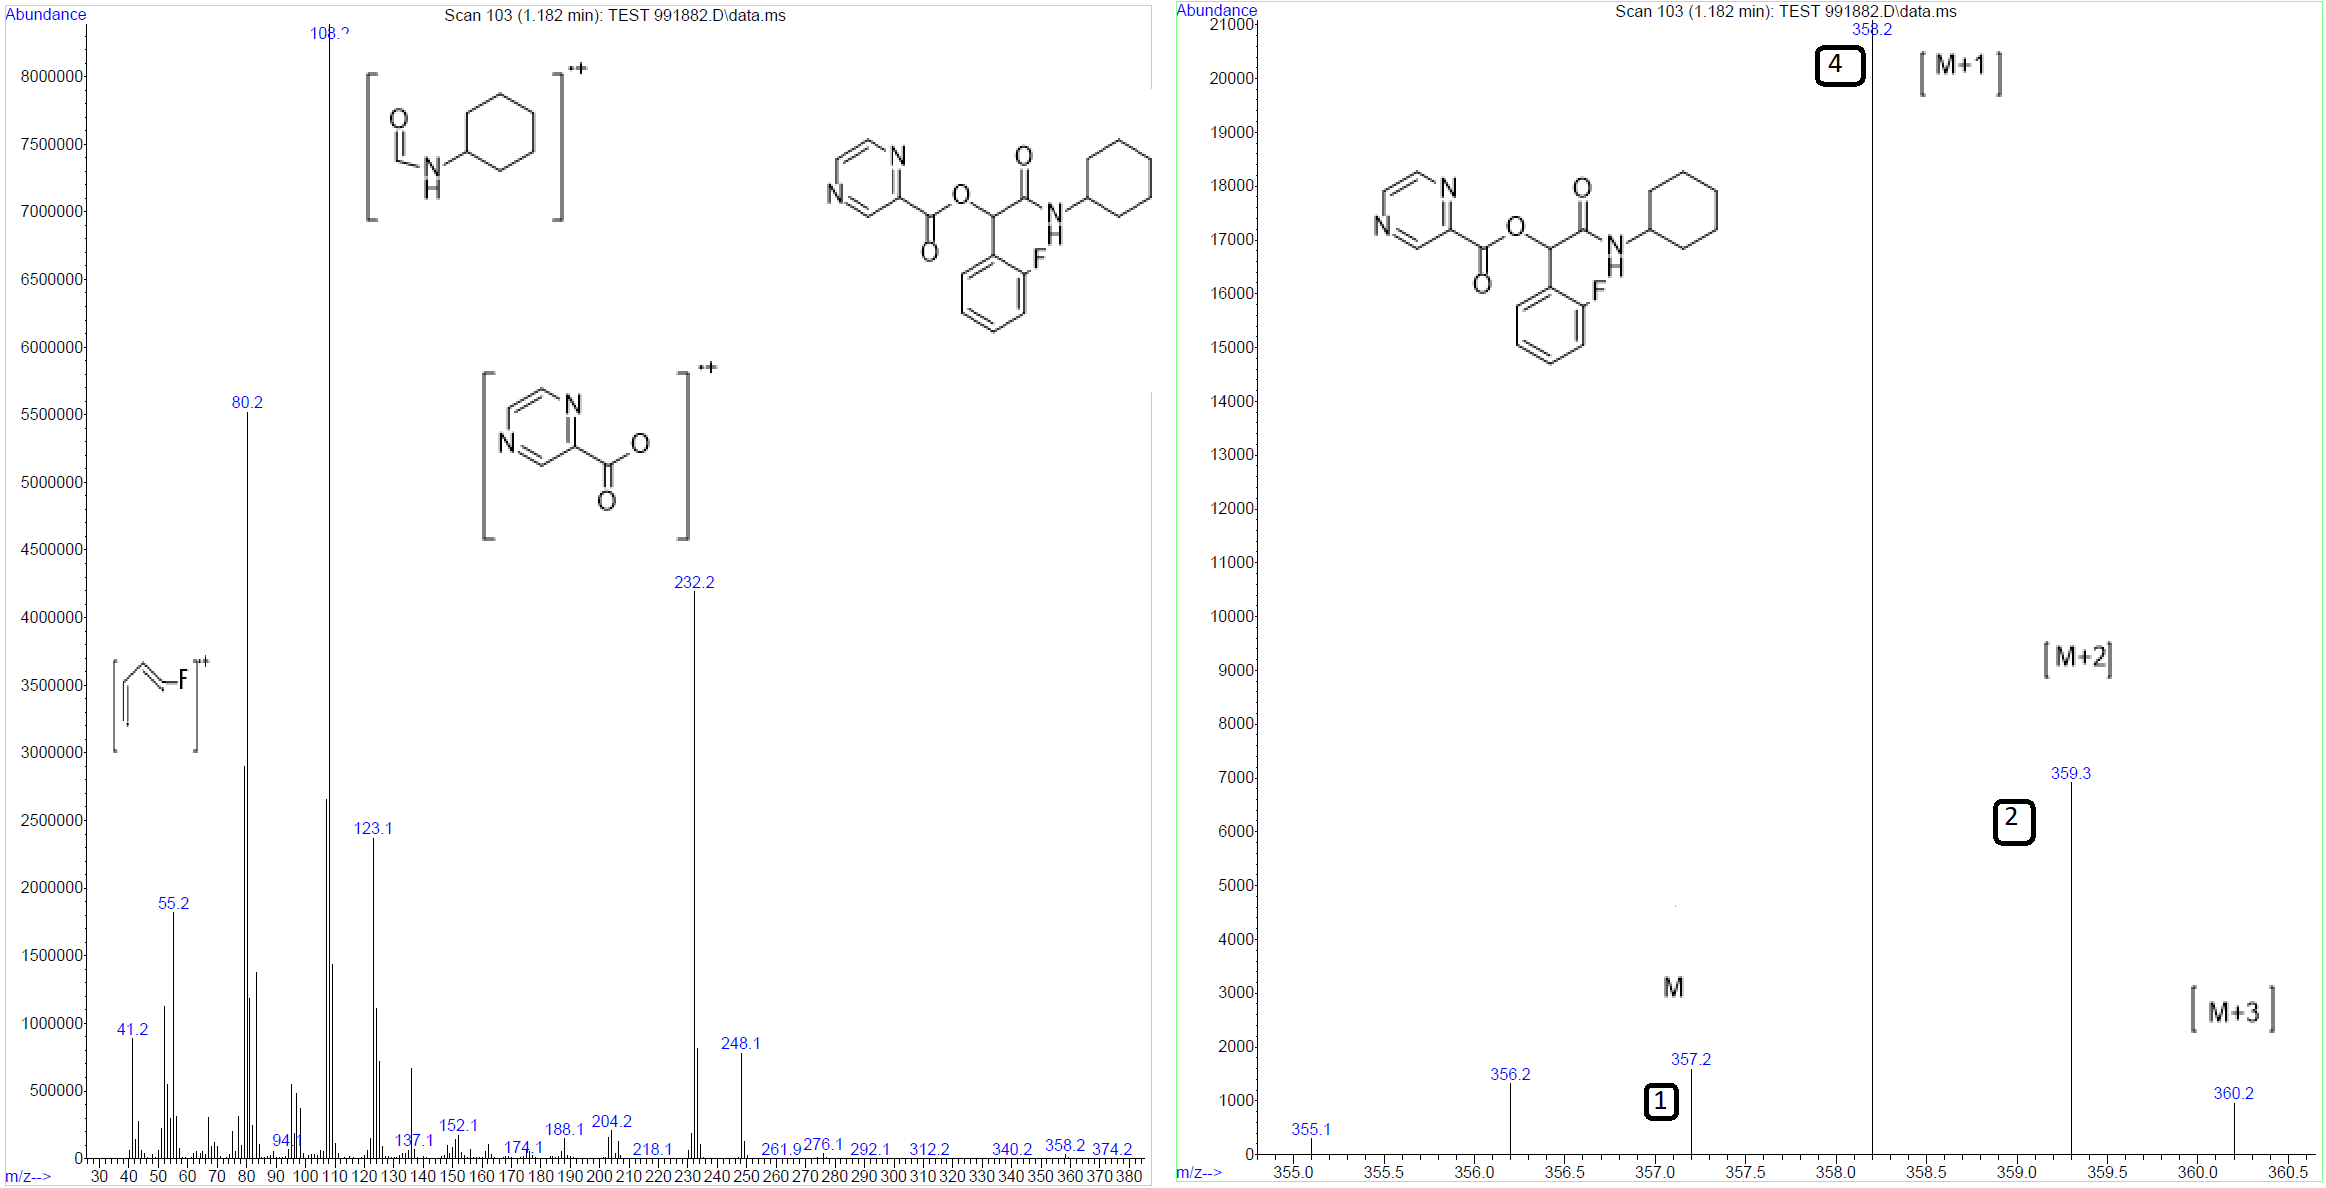 Abundance
Scan 103 (1.182 min): TEST 991882.D\data.ms
108.2
8000000
7500000
7000000
6500000
6000000
5500000
5000000
4500000
4000000
3500000
3000000
2500000
2000000
1500000
1000000
500000
0
O
N
H
N
N
O
O
O
N
H
F
80.2
N
N
O
O
232.2
F
123.1
55.2
41.2
248.1
94.1
137.1
152.1
174.1
188.1
204.2
218.1
261.9
276.1
292.1
312.2
340.2
358.2
374.2
30 40 50 60 70 80 90 100 110 120 130 140 150 160 170 180 190 200 210 220 230 240 250 260 270 280 290 300 310 320 330 340 350 360 370 380
m/z-->
Abundance
Scan 103 (1.182 min): TEST 991882.D\data.ms
358.2
4
[ M+1 ]
21000
20000
19000
18000
17000
16000
15000
14000
13000
12000
11000
10000
9000
8000
7000
6000
5000
4000
3000
2000
1000
0
N
N
O
O
O
N
H
F
[M+2]
359.3
2
M
357.2
1
[ M+3 ]
356.2
360.2
355.1
355.0 355.5 356.0 356.5 357.0 357.5 358.0 358.5 359.0 359.5 360.0 360.5
m/z-->